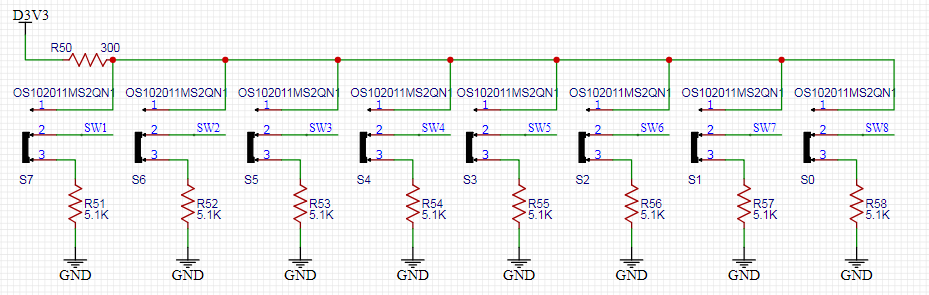 D3V3
R50 300
OS102011MS2QN1 OS102011MS2QN1 OS102011MS2QN1 OS102011MS2QN1 OS102011MS2QN1 OS102011MS2QN1 OS102011MS2QN1 OS102011MS2QN1
1 1 1 1 1 1 1 1
2 SW1 2 SW2 2 SW3 2 SW4 2 SW5 2 SW6 2 SW7 2 SW8
3 3 3 3 3 3 3 3
S7 S6 S5 S4 S3 S2 S1 S0
R51 R52 R53 R54 R55 R56 R57 R58
5.1K 5.1K 5.1K 5.1K 5.1K 5.1K 5.1K 5.1K
GND GND GND GND GND GND GND GND